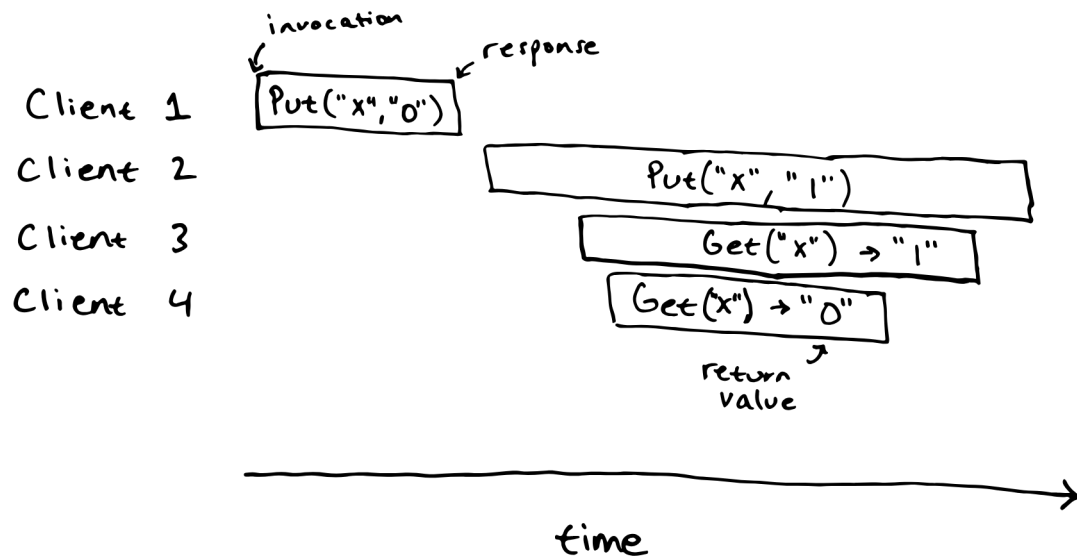 invocation
response
Client 1 Put("x","0")
Client 2 Put("x", "1")
Client 3 Get("x") → "1"
Client 4 Get("x") → "0"
return
value
time